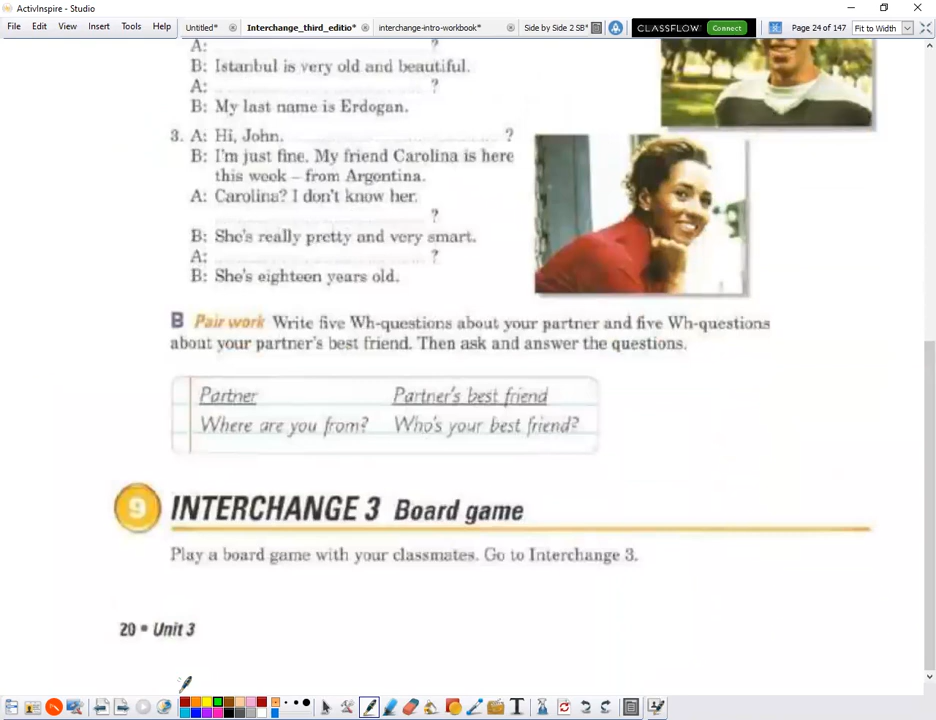 ActivInspire - Studio
File Edit View Insert Tools Help
Untitled* Interchange_third_editio* interchange-intro-workbook* Side by Side 2 SB* CLASSFLOW Connect Page 24 of 147 Fit to Width
A: ?
B: Istanbul is very old and beautiful.
A: ?
B: My last name is Erdogan.
3. A: Hi, John. ?
B: I'm just fine. My friend Carolina is here
this week – from Argentina.
A: Carolina? I don't know her.
?
B: She's really pretty and very smart.
A: ?
B: She's eighteen years old.
B Pair work Write five Wh-questions about your partner and five Wh-questions
about your partner's best friend. Then ask and answer the questions.
Partner Partner's best friend
Where are you from? Who's your best friend?
9 INTERCHANGE 3 Board game
Play a board game with your classmates. Go to Interchange 3.
20 • Unit 3